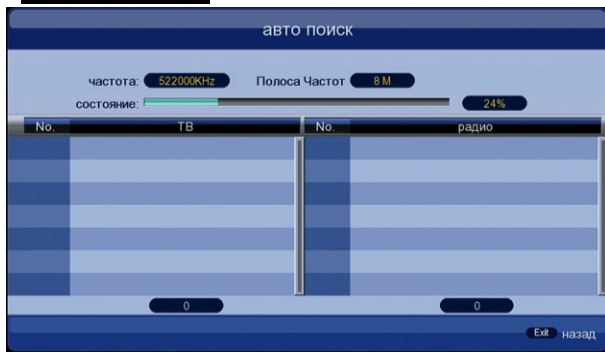 авто поиск
частота: 522000KHz Полоса Частот 8 M
состояние: 24%
No. ТВ No. радио
0 0
Exit назад